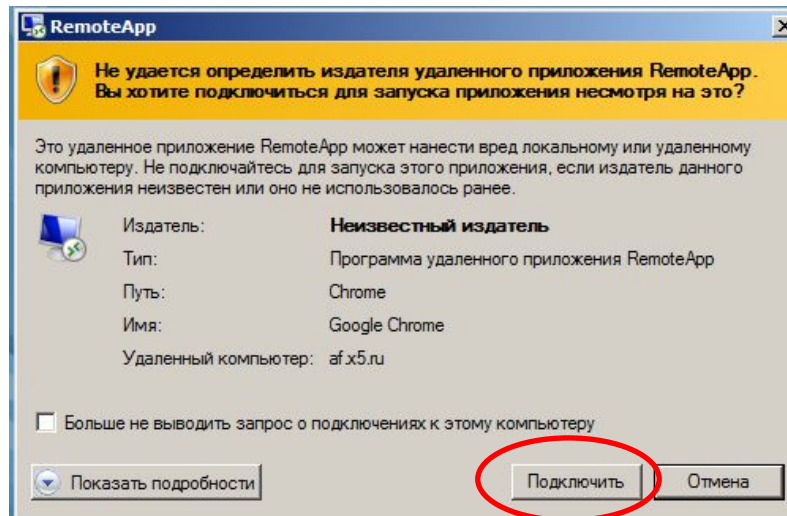 RemoteApp
Не удается определить издателя удаленного приложения RemoteApp.
Вы хотите подключиться для запуска приложения несмотря на это?
Это удаленное приложение RemoteApp может нанести вред локальному или удаленному
компьютеру. Не подключайтесь для запуска этого приложения, если издатель данного
приложения неизвестен или оно не использовалось ранее.
Издатель: Неизвестный издатель
Тип: Программа удаленного приложения RemoteApp
Путь: Chrome
Имя: Google Chrome
Удаленный компьютер: af.x5.ru
Больше не выводить запрос о подключениях к этому компьютеру
Показать подробности Подключить Отмена